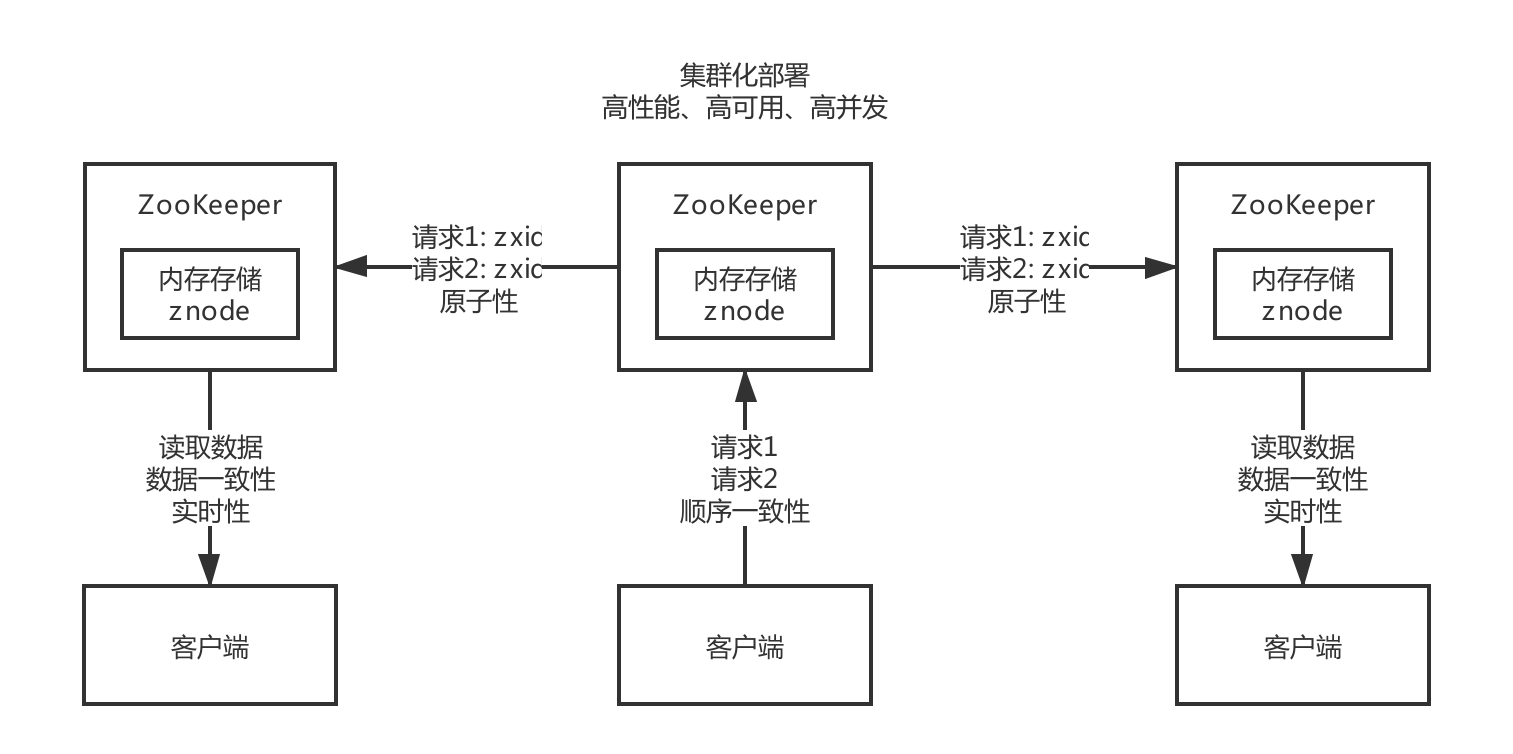 集群化部署
高性能、高可用、高并发
ZooKeeper
内存存储
znode
请求1: zxid
请求2: zxid
原子性
ZooKeeper
内存存储
znode
请求1: zxid
请求2: zxid
原子性
ZooKeeper
内存存储
znode
读取数据
数据一致性
实时性
请求1
请求2
顺序一致性
读取数据
数据一致性
实时性
客户端
客户端
客户端